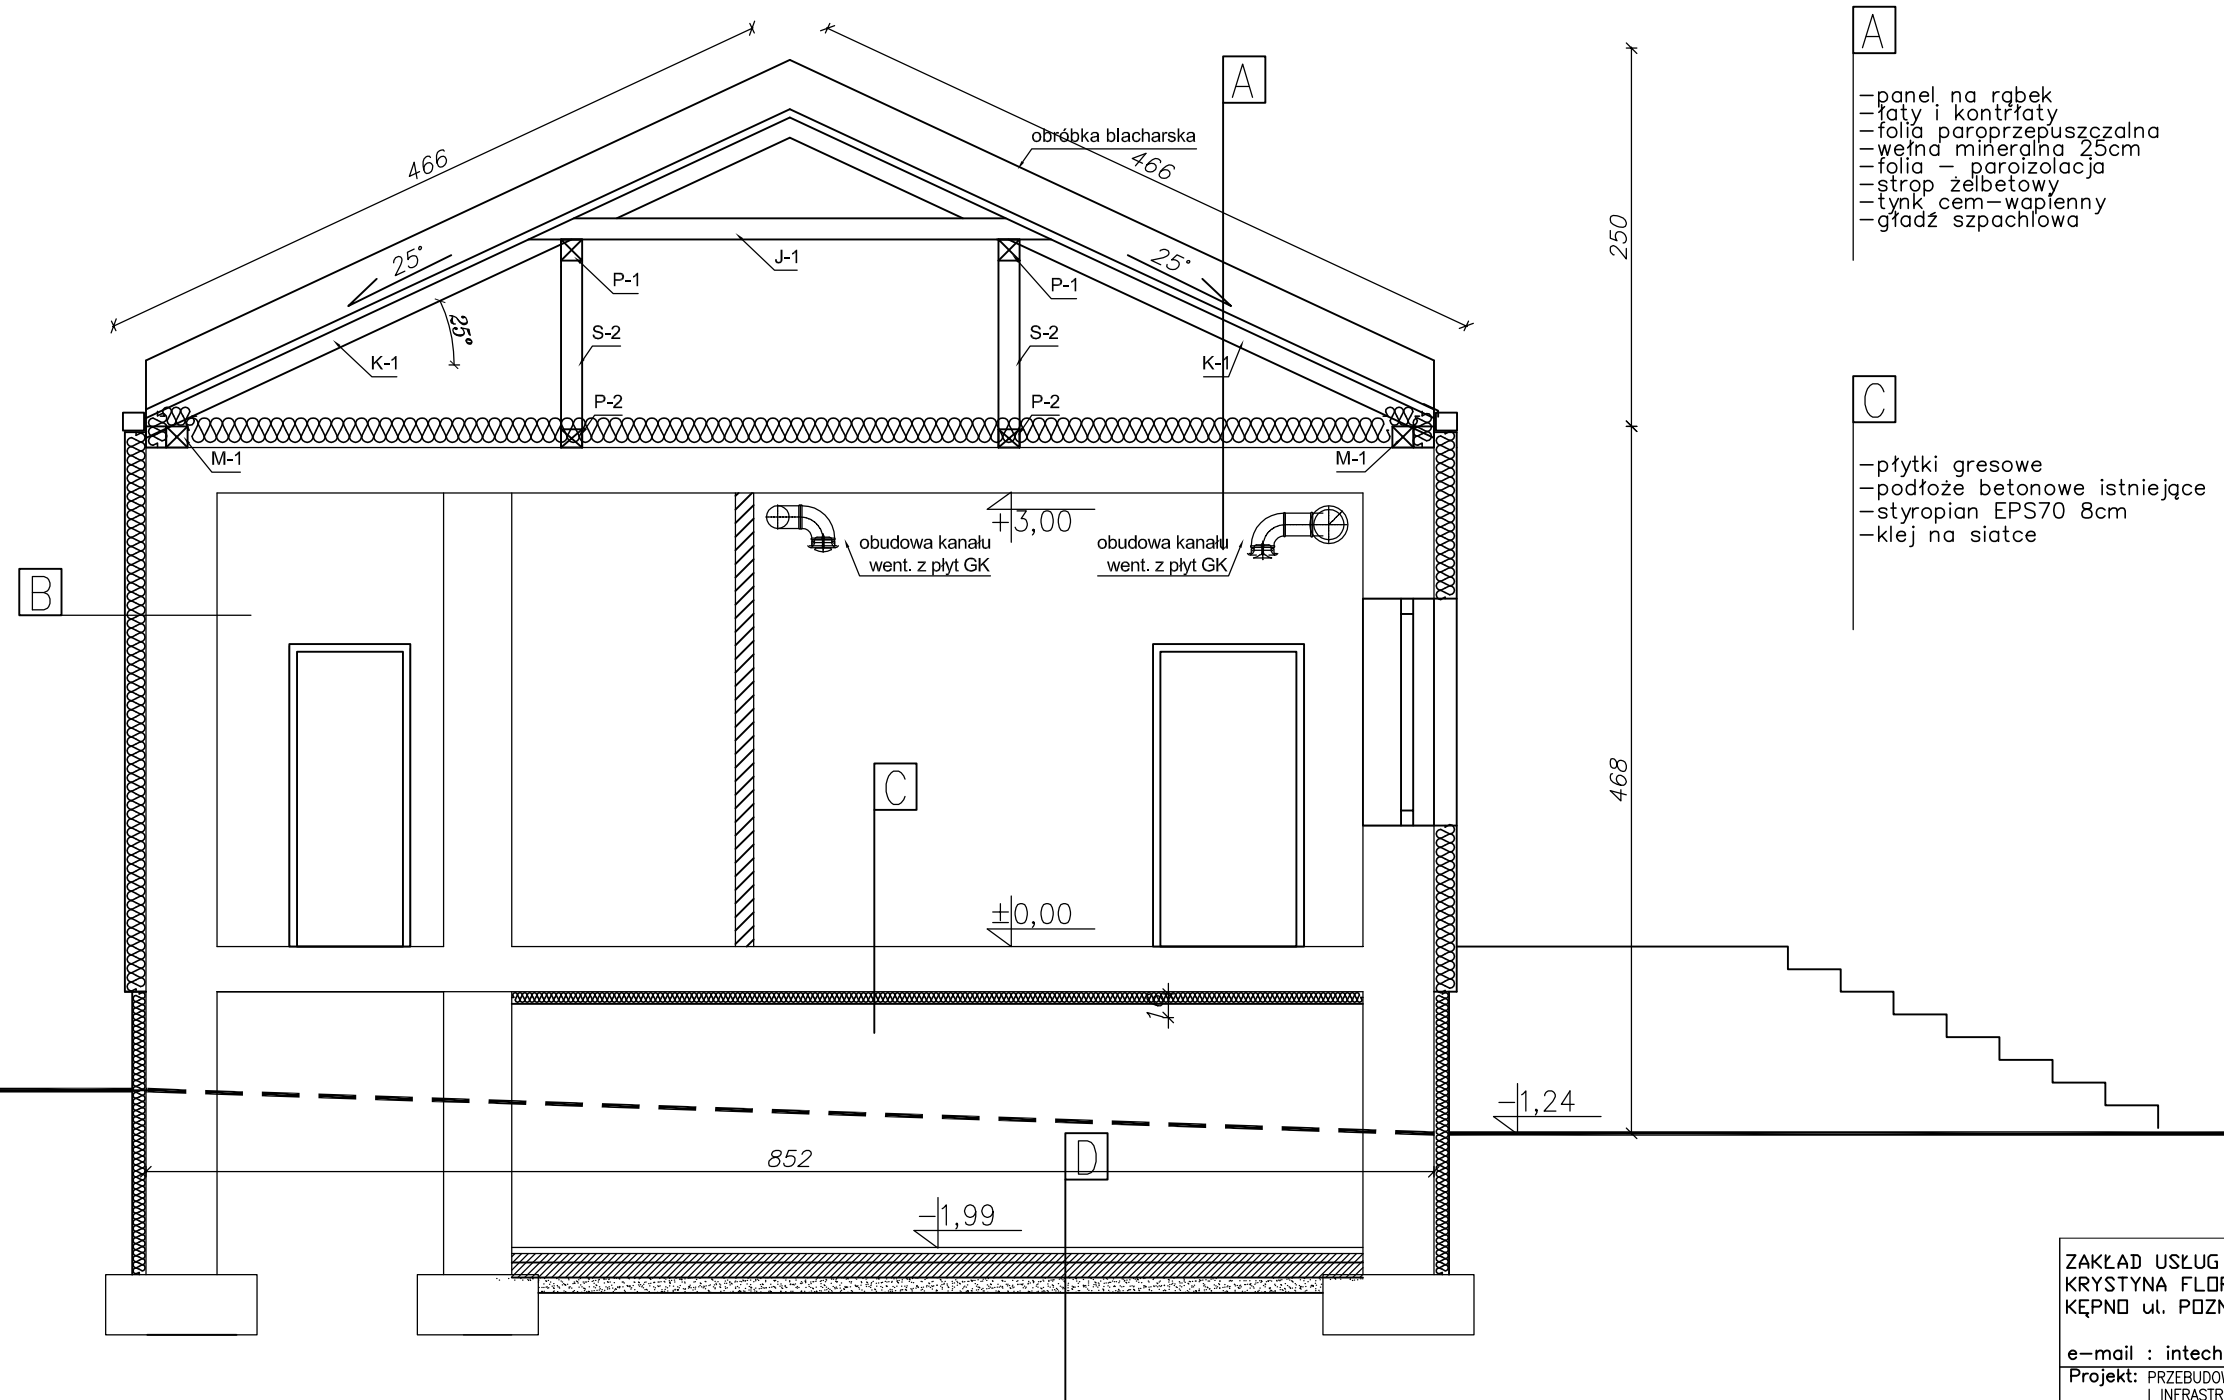 A
-panel na rąbek
-łaty i kontrłaty
-folia paroprzepuszczalna
-wełna mineralna 25cm
-folia - paroizolacja
-strop żelbetowy
-tynk cem-wapienny
-gładź szpachlowa
C
-płytki gresowe
-podłoże betonowe istniejące
-styropian EPS70 8cm
-klej na siatce
A
obróbka blacharska
466
466
250
25°
25°
25°
J-1
P-1
P-1
S-2
S-2
K-1
K-1
P-2
P-2
M-1
M-1
+3,00
obudowa kanału
went. z płyt GK
obudowa kanału
went. z płyt GK
B
C
468
±0,00
-1,24
852
D
-1,99
ZAKŁAD USŁUG
KRYSTYNA
KĘPNO ul.
e-mail : intech
Projekt: